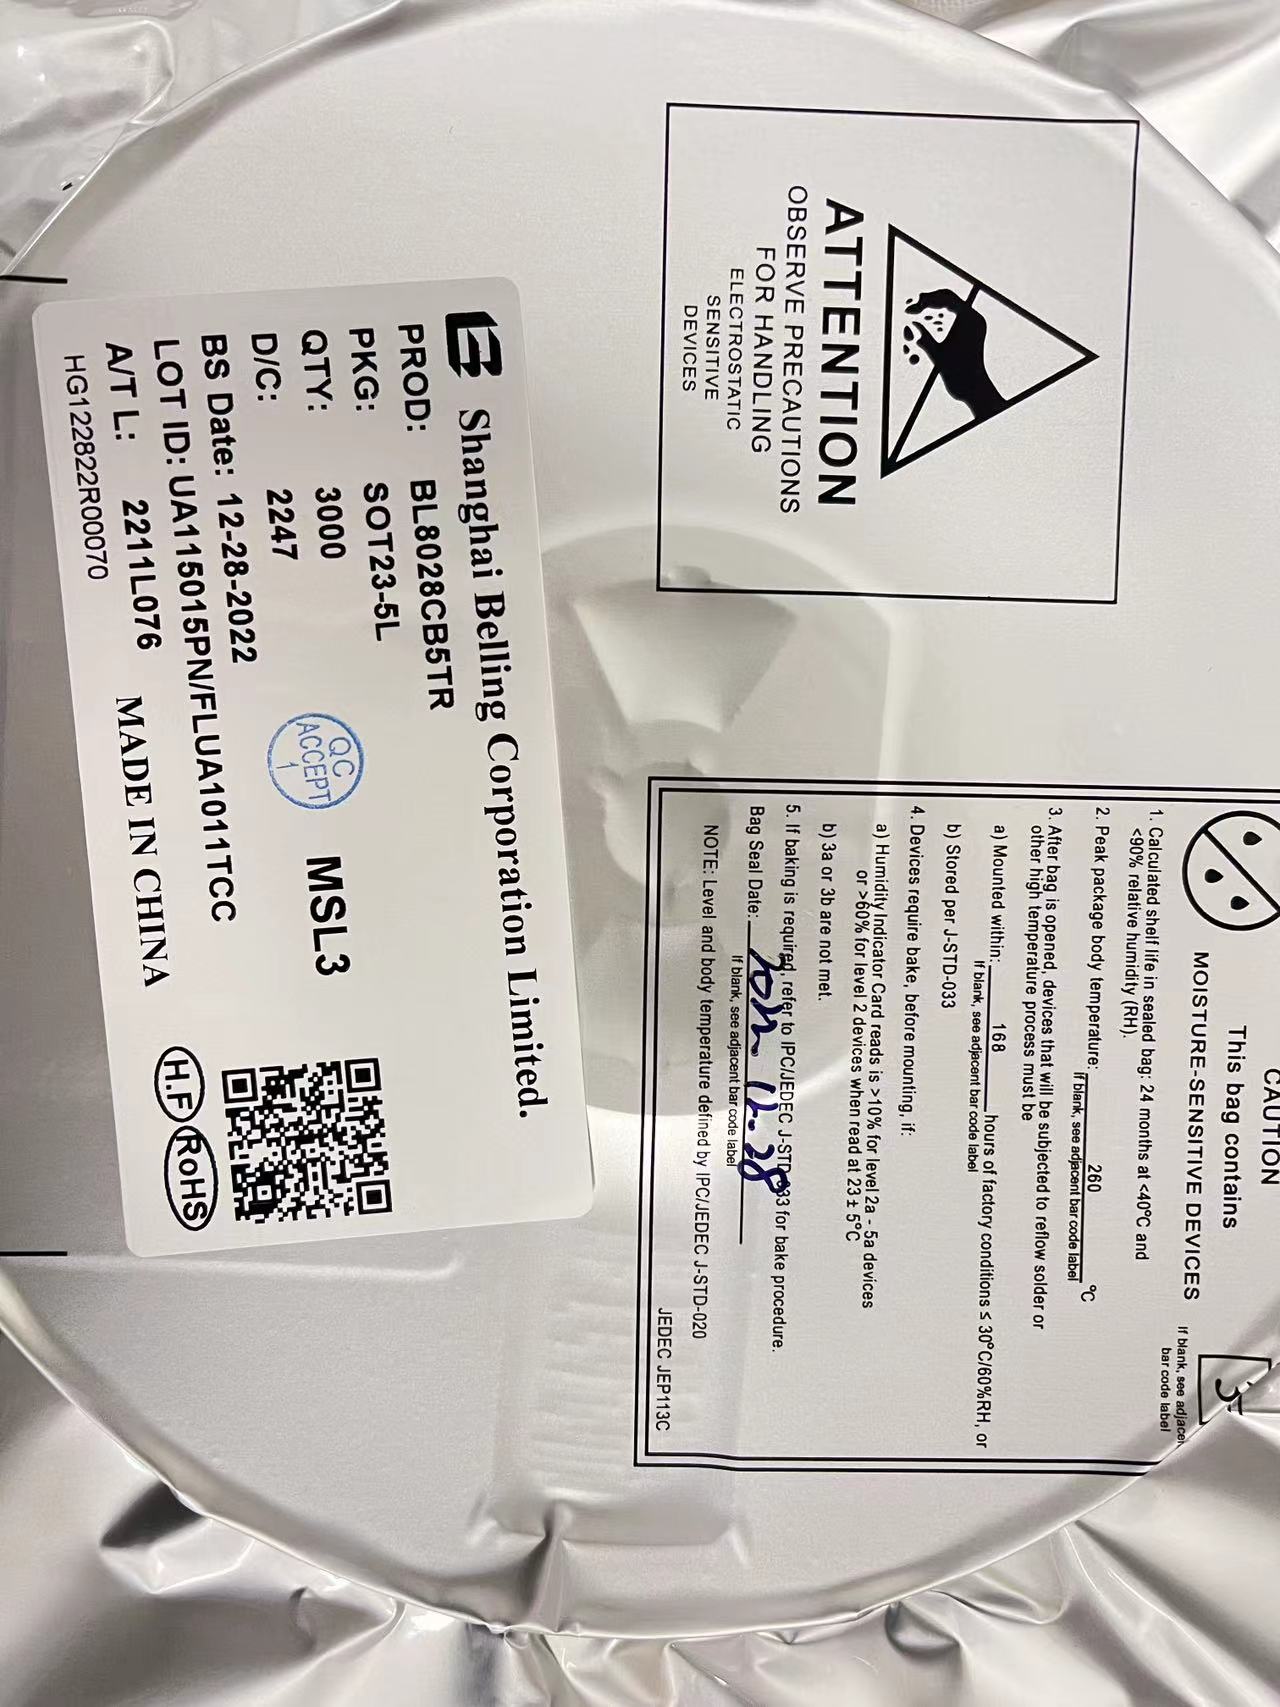 ATTENTION
OBSERVE PRECAUTIONS
FOR HANDLING
ELECTROSTATIC
SENSITIVE
DEVICES
Shanghai Belling Corporation Limited.
PROD: BL8028CB5TR
PKG: SOT23-5L
QTY: 3000
D/C: 2247
MSL3
BS Date: 12-28-2022
LOT ID: UA115015PN/FLUA1011TCC
A/T L: 2211L076 MADE IN CHINA
HG122822R00070
QC
ACCEPT
1
H.F RoHS
CAUTION
This bag contains
MOISTURE-SENSITIVE DEVICES
3
If blank, see
bar code label
1. Calculated shelf life in sealed bag: 24 months at <40°C and
<90% relative humidity (RH).
2. Peak package body temperature: 260 °C
If blank, see adjacent bar code label
3. After bag is opened, devices that will be subjected to reflow solder or
other high temperature process must be
a) Mounted within: 168 hours of factory conditions ≤ 30°C/60%RH, or
If blank, see adjacent bar code label
b) Stored per J-STD-033
4. Devices require bake, before mounting, if:
a) Humidity Indicator Card reads is >10% for level 2a - 5a devices
or >60% for level 2 devices when read at 23 ± 5°C
b) 3a or 3b are not met.
5. If baking is required, refer to IPC/JEDEC J-STD-033 for bake procedure.
Bag Seal Date: 12.28
If blank, see adjacent bar code label
NOTE: Level and body temperature defined by IPC/JEDEC J-STD-020
JEDEC JEP113C